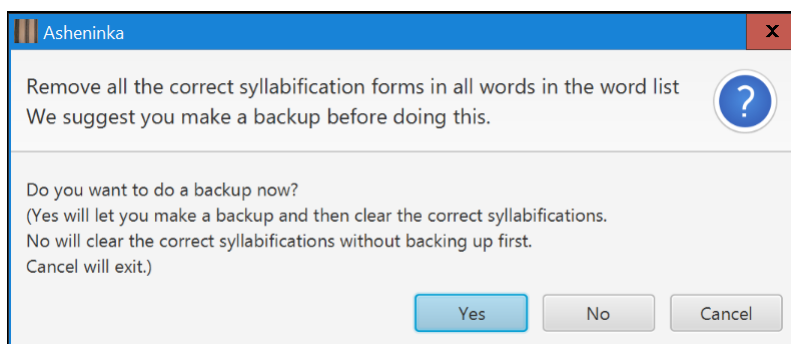 Asheninka
X
Remove all the correct syllabification forms in all words in the word list
We suggest you make a backup before doing this.
?
Do you want to do a backup now?
(Yes will let you make a backup and then clear the correct syllabifications.
No will clear the correct syllabifications without backing up first.
Cancel will exit.)
Yes No Cancel